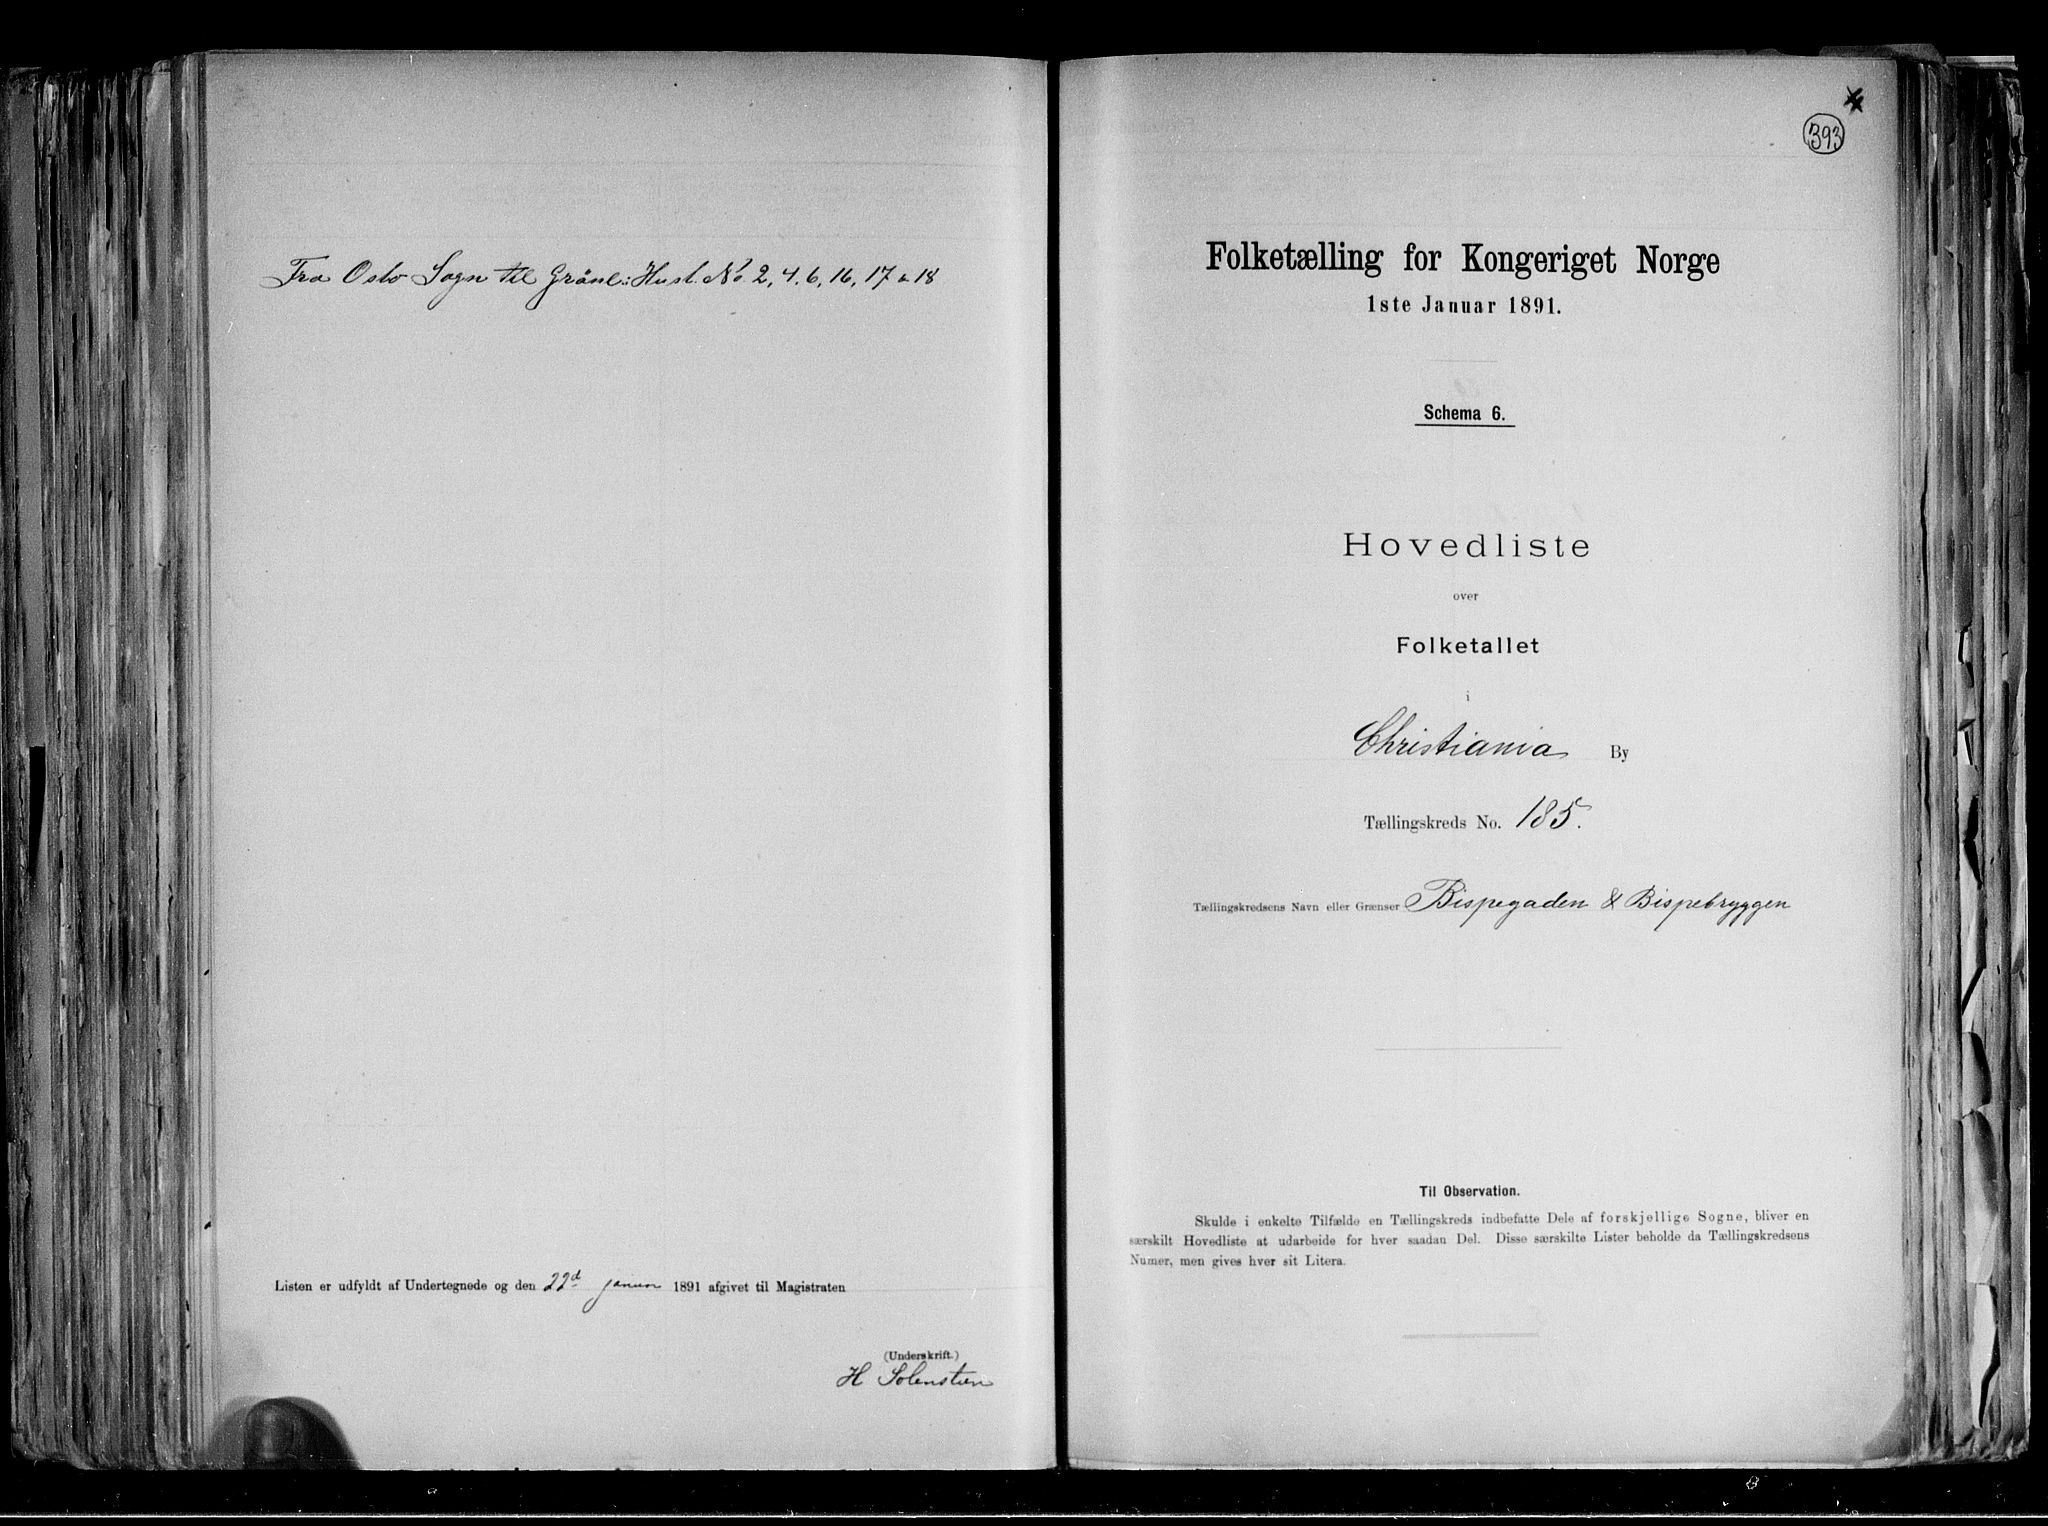 Fra Oslo Sogn til Grönl.: Husl. No. 2, 4, 6, 16, 17 & 18
Listen er udfyldt af Undertegnede og den 22d Januar 1891 afgivet til Magistraten
(Underskrift.)
H Solenstien
393
Folketælling for Kongeriget Norge
1ste Januar 1891.
Schema 6.
Hovedliste
over
Folketallet
i
Christiania By
Tællingskreds No. 185.
Tællingskredsens Navn eller Grænser Bispegaden & Bispebryggen
Til Observation.
Skulde i enkelte Tilfælde en Tællingskreds indbefatte Dele af forskjellige Sogne, bliver en
særskilt Hovedliste at udarbeide for hver saadan Del. Disse særskilte Lister beholde da Tællingskredsens
Numer, men gives hver sit Litera.